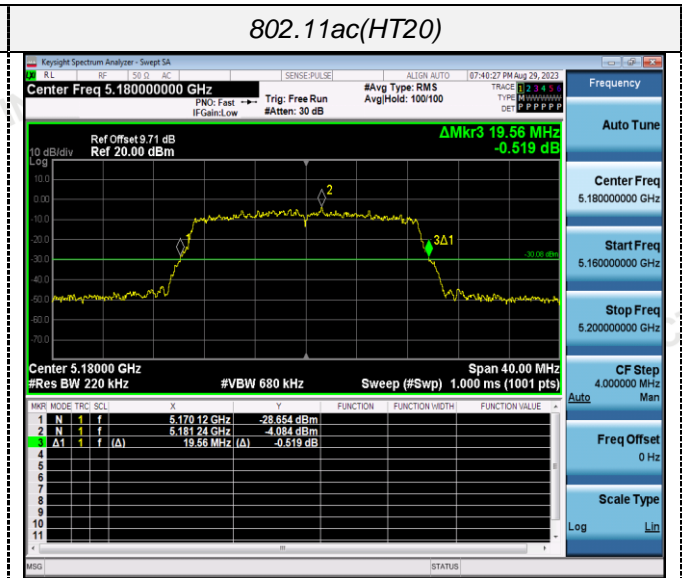 802.11ac(HT20)
Keysight Spectrum Analyzer - Swept SA
LXI RL RF 50 Ω AC SENSE:PULSE ALIGN AUTO 07:40:27 PM Aug 29, 2023
Center Freq 5.180000000 GHz #Avg Type: RMS TRACE 1 2 3 4 5 6
PNO: Fast Trig: Free Run Avg|Hold: 100/100 TYPE M WWWWW
IFGain:Low #Atten: 30 dB DET P P P P P P
Ref Offset 9.71 dB ΔMkr3 19.56 MHz
10 dB/div Ref 20.00 dBm -0.519 dB
Log
10.0
0.00
2
-10.0
-20.0
1
3Δ1
-30.0
-30.08 dBm
-40.0
-50.0
-60.0
-70.0
Center 5.18000 GHz Span 40.00 MHz
#Res BW 220 kHz #VBW 680 kHz Sweep (#Swp) 1.000 ms (1001 pts)
MKR MODE TRC SCL X Y FUNCTION FUNCTION WIDTH FUNCTION VALUE
1 N 1 f 5.170 12 GHz -28.654 dBm
2 N 1 f 5.181 24 GHz -4.084 dBm
3 Δ1 1 f (Δ) 19.56 MHz (Δ) -0.519 dB
4
5
6
7
8
9
10
11
MSG STATUS
Frequency
Auto Tune
Center Freq
5.180000000 GHz
Start Freq
5.160000000 GHz
Stop Freq
5.200000000 GHz
CF Step
4.000000 MHz
Auto Man
Freq Offset
0 Hz
Scale Type
Log Lin